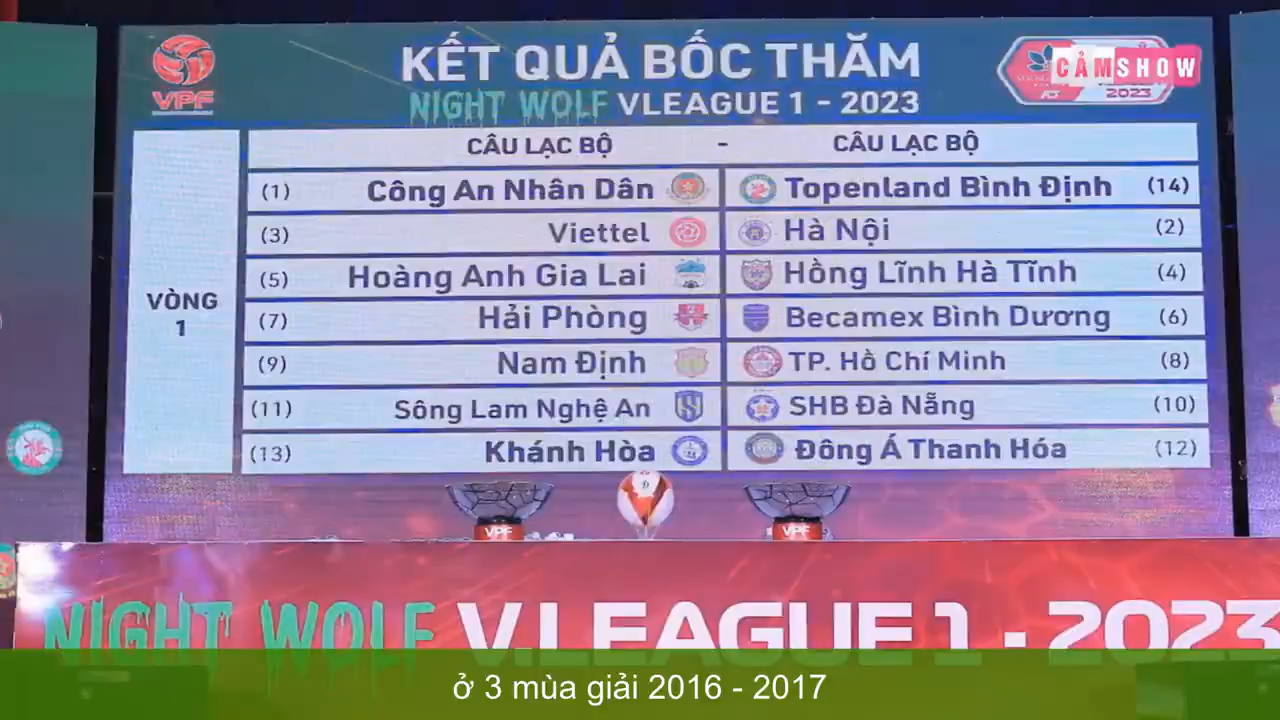 KẾT QUẢ BỐC THĂM
NIGHT WOLF VLEAGUE 1 - 2023
VPF
CẢMSHOW
2023
CÂU LẠC BỘ - CÂU LẠC BỘ
VÒNG
1
(1) Công An Nhân Dân Topenland Bình Định (14)
(3) Viettel Hà Nội (2)
(5) Hoàng Anh Gia Lai Hồng Lĩnh Hà Tĩnh (4)
(7) Hải Phòng Becamex Bình Dương (6)
(9) Nam Định TP. Hồ Chí Minh (8)
(11) Sông Lam Nghệ An SHB Đà Nẵng (10)
(13) Khánh Hòa Đông Á Thanh Hóa (12)
VPF VPF
NIGHT WOLF V.LEAGUE 1 - 2023
ở 3 mùa giải 2016 - 2017